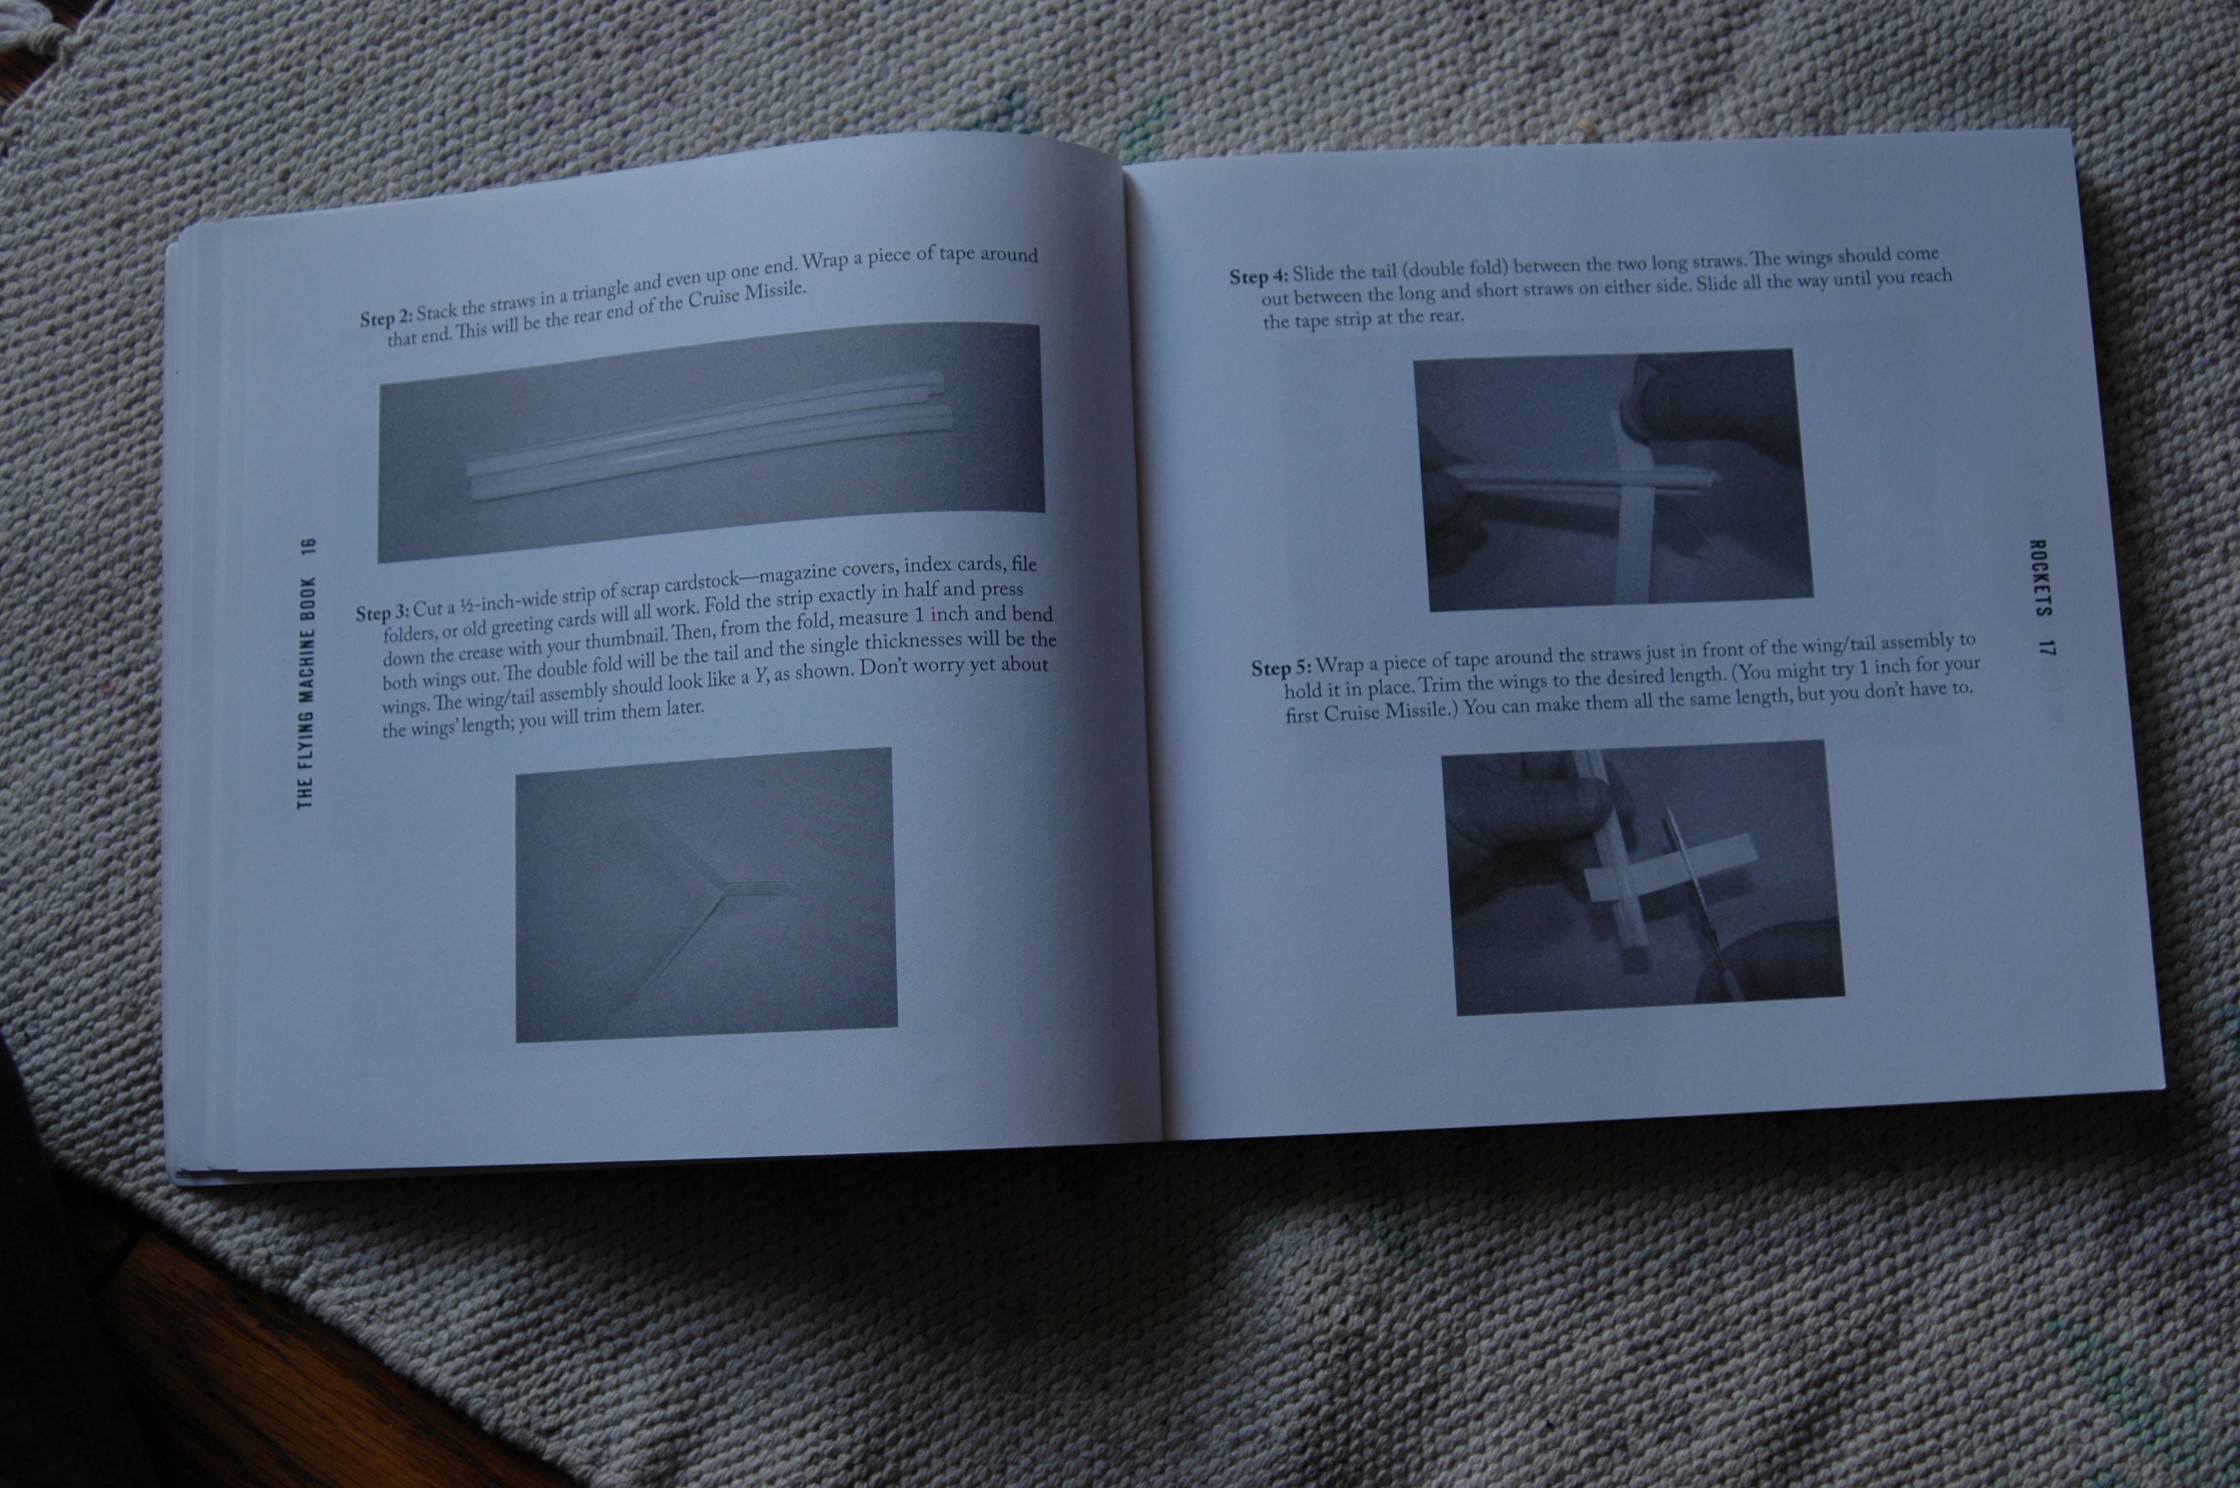 Step 2: Stack the straws in a triangle and even up one end. Wrap a piece of tape around
that end. This will be the rear end of the Cruise Missile.
Step 3: Cut a ½-inch-wide strip of scrap cardstock—magazine covers, index cards, file
folders, or old greeting cards will all work. Fold the strip exactly in half and press
down the crease with your thumbnail. Then, from the fold, measure 1 inch and bend
both wings out. The double fold will be the tail and the single thicknesses will be the
wings. The wing/tail assembly should look like a Y, as shown. Don't worry yet about
the wings' length; you will trim them later.
THE FLYING MACHINE BOOK 16
Step 4: Slide the tail (double fold) between the two long straws. The wings should come
out between the long and short straws on either side. Slide all the way until you reach
the tape strip at the rear.
Step 5: Wrap a piece of tape around the straws just in front of the wing/tail assembly to
hold it in place. Trim the wings to the desired length. (You might try 1 inch for your
first Cruise Missile.) You can make them all the same length, but you don't have to.
ROCKETS 17